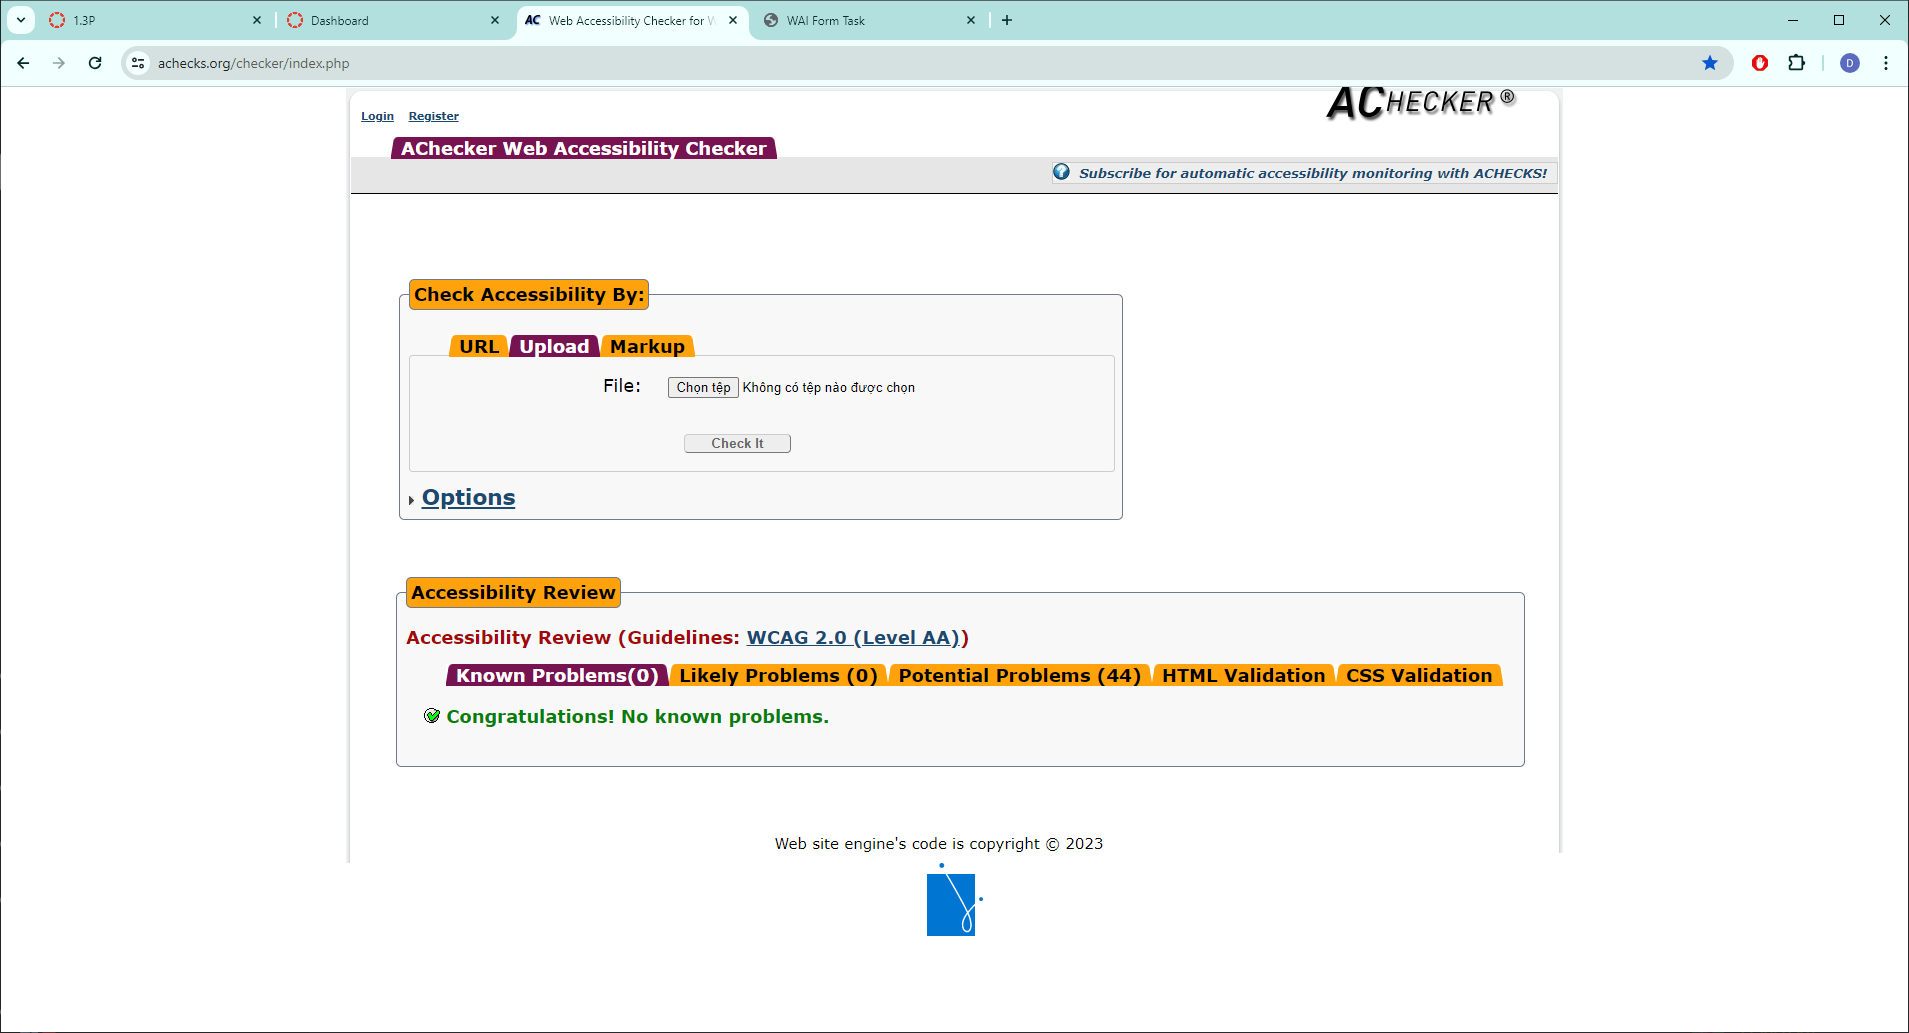 1.3P
Dashboard
AC Web Accessibility Checker for W
WAI Form Task
achecks.org/checker/index.php
D
ACHECKER ®
Login Register
AChecker Web Accessibility Checker
Subscribe for automatic accessibility monitoring with ACHECKS!
Check Accessibility By:
URL Upload Markup
File: Chọn tệp Không có tệp nào được chọn
Check It
Options
Accessibility Review
Accessibility Review (Guidelines: WCAG 2.0 (Level AA))
Known Problems(0) Likely Problems (0) Potential Problems (44) HTML Validation CSS Validation
Congratulations! No known problems.
Web site engine's code is copyright © 2023